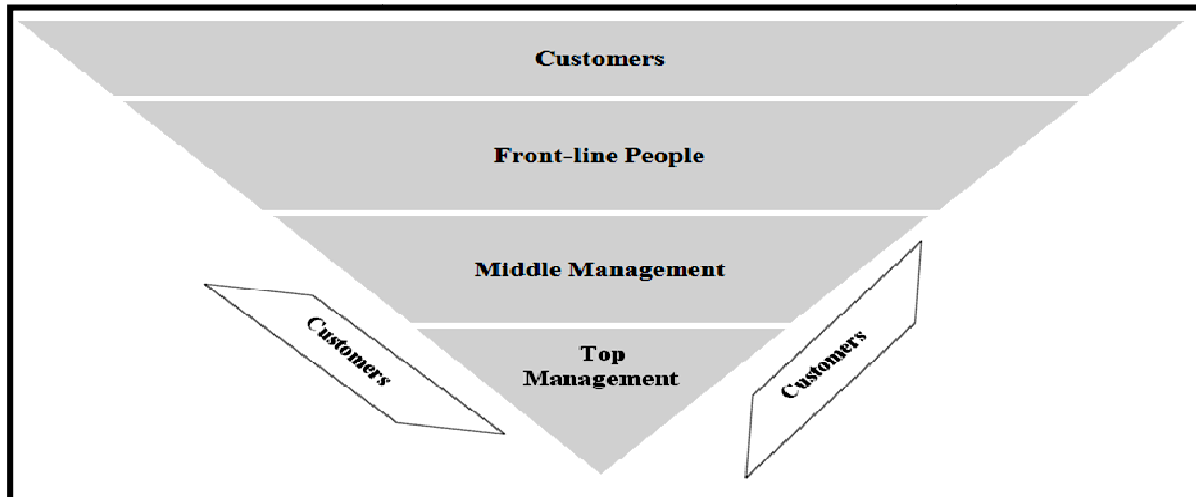 Customers
Front-line People
Middle Management
Customers
Customers
Top
Management